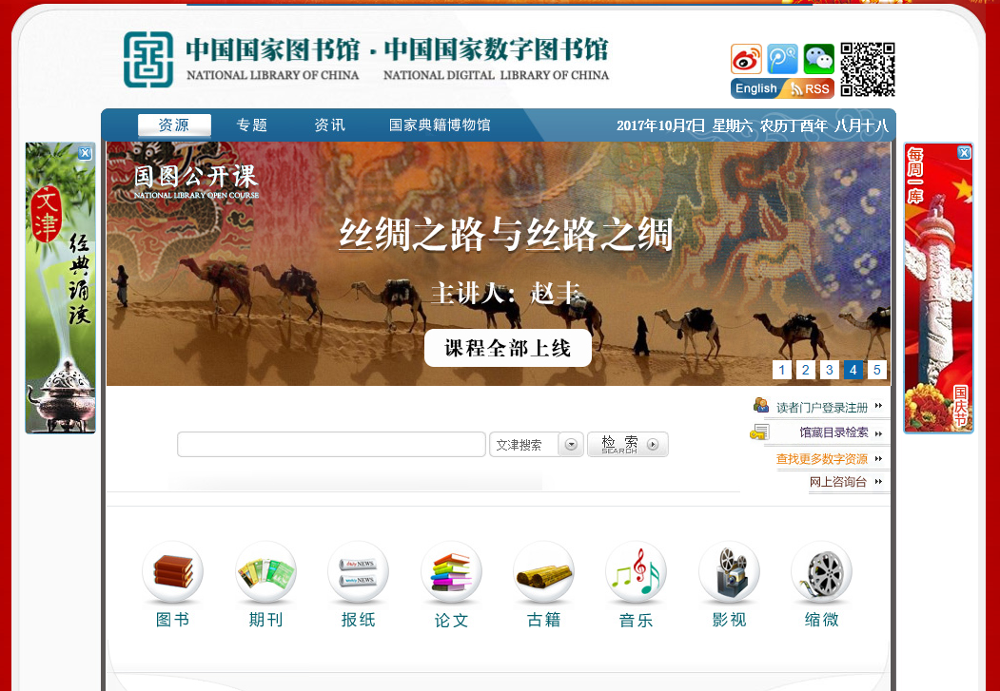 中国国家图书馆·中国国家数字图书馆
NATIONAL LIBRARY OF CHINA NATIONAL DIGITAL LIBRARY OF CHINA
English RSS
资源 专题 资讯 国家典籍博物馆
2017年10月7日 星期六 农历丁酉年 八月十八
文津
经典诵读
国图公开课
NATIONAL LIBRARY OPEN COURSE
丝绸之路与丝路之绸
主讲人：赵丰
课程全部上线
1 2 3 4 5
每周一库
国庆节
读者门户登录注册
馆藏目录检索
查找更多数字资源
网上咨询台
文津搜索
检 索
SEARCH
Daily NEWS
NEWS
图书 期刊 报纸 论文 古籍 音乐 影视 缩微